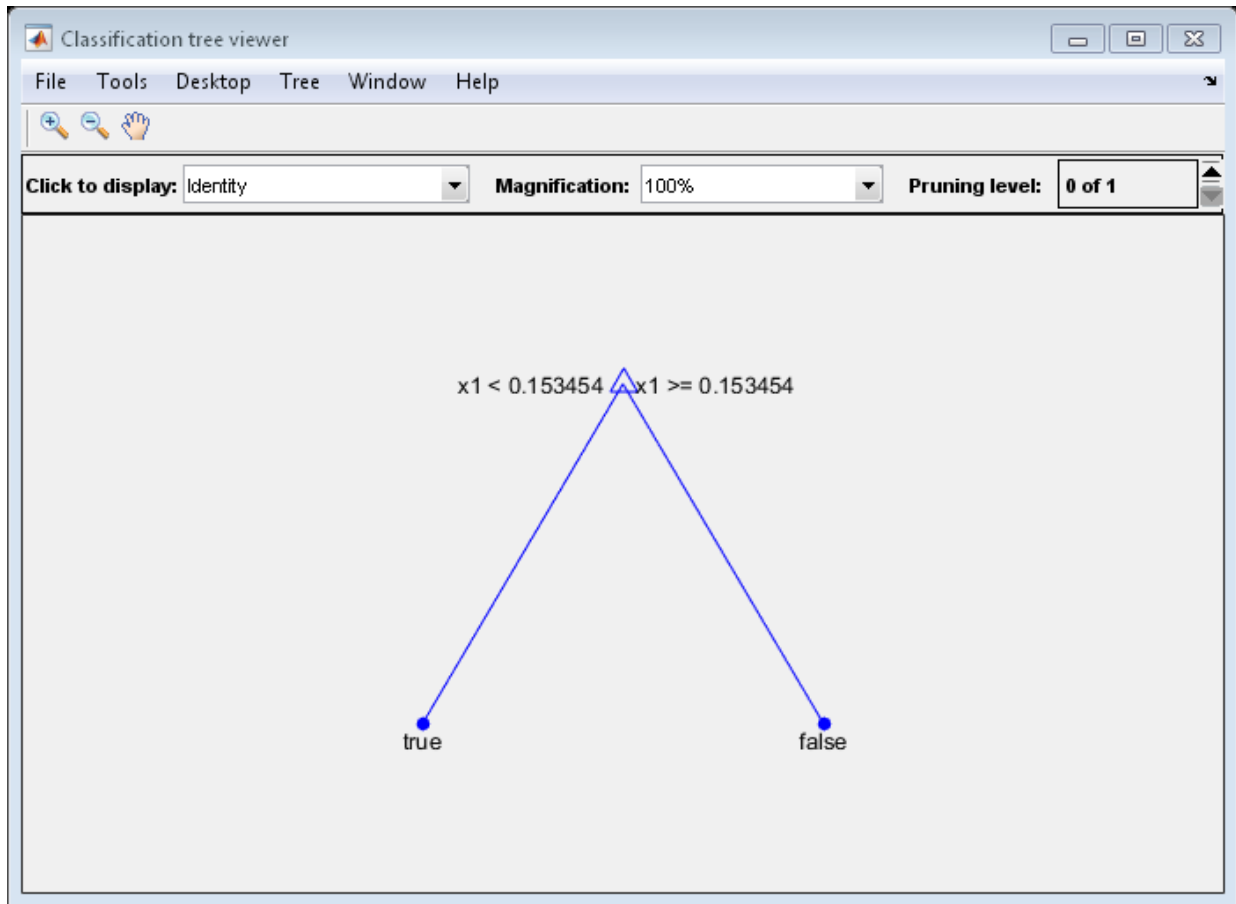 Classification tree viewer
File Tools Desktop Tree Window Help
Click to display: Identity Magnification: 100% Pruning level: 0 of 1
x1 < 0.153454 x1 >= 0.153454
true false